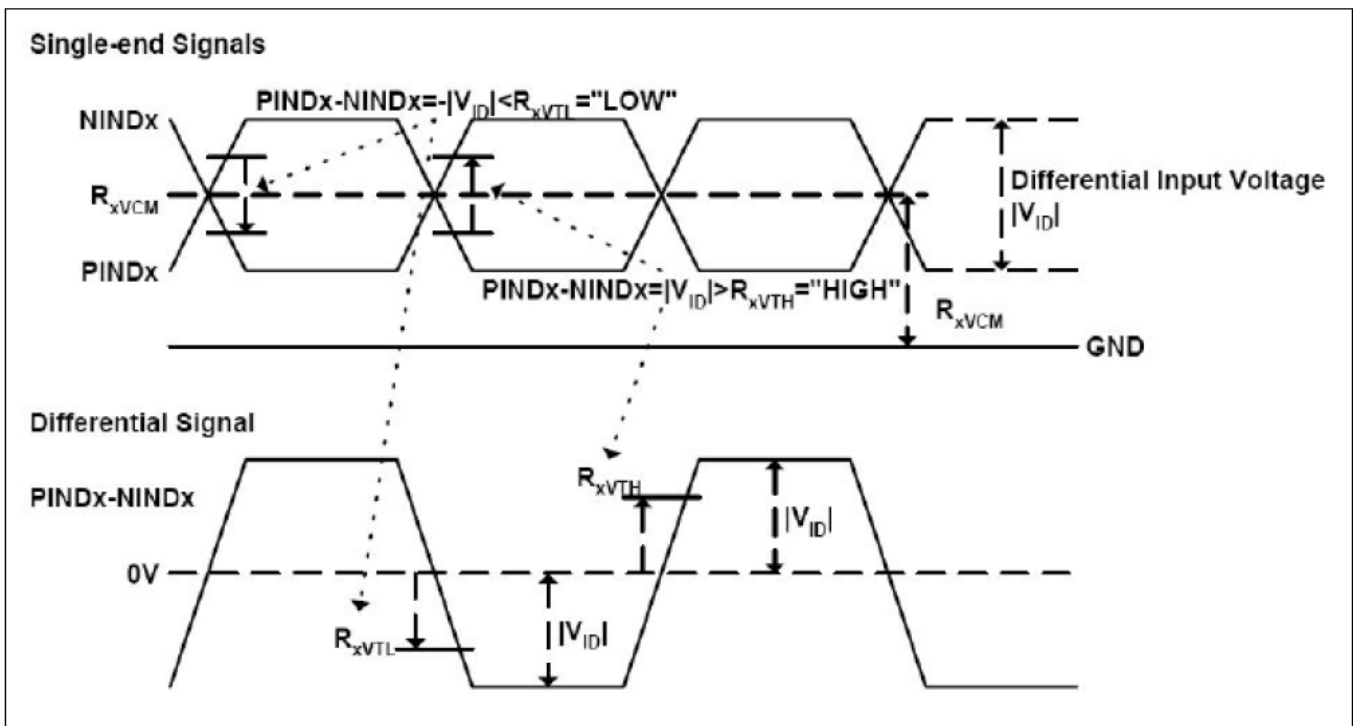 Single-end Signals
PINDx-NINDx=-|VID|<RxVTL="LOW"
NINDx
RxVCM
Differential Input Voltage
|VID|
PINDx
PINDx-NINDx=|VID|>RxVTH="HIGH"
RxVCM
GND
Differential Signal
RxVTH
PINDx-NINDx
|VID|
0V
RxVTL
|VID|